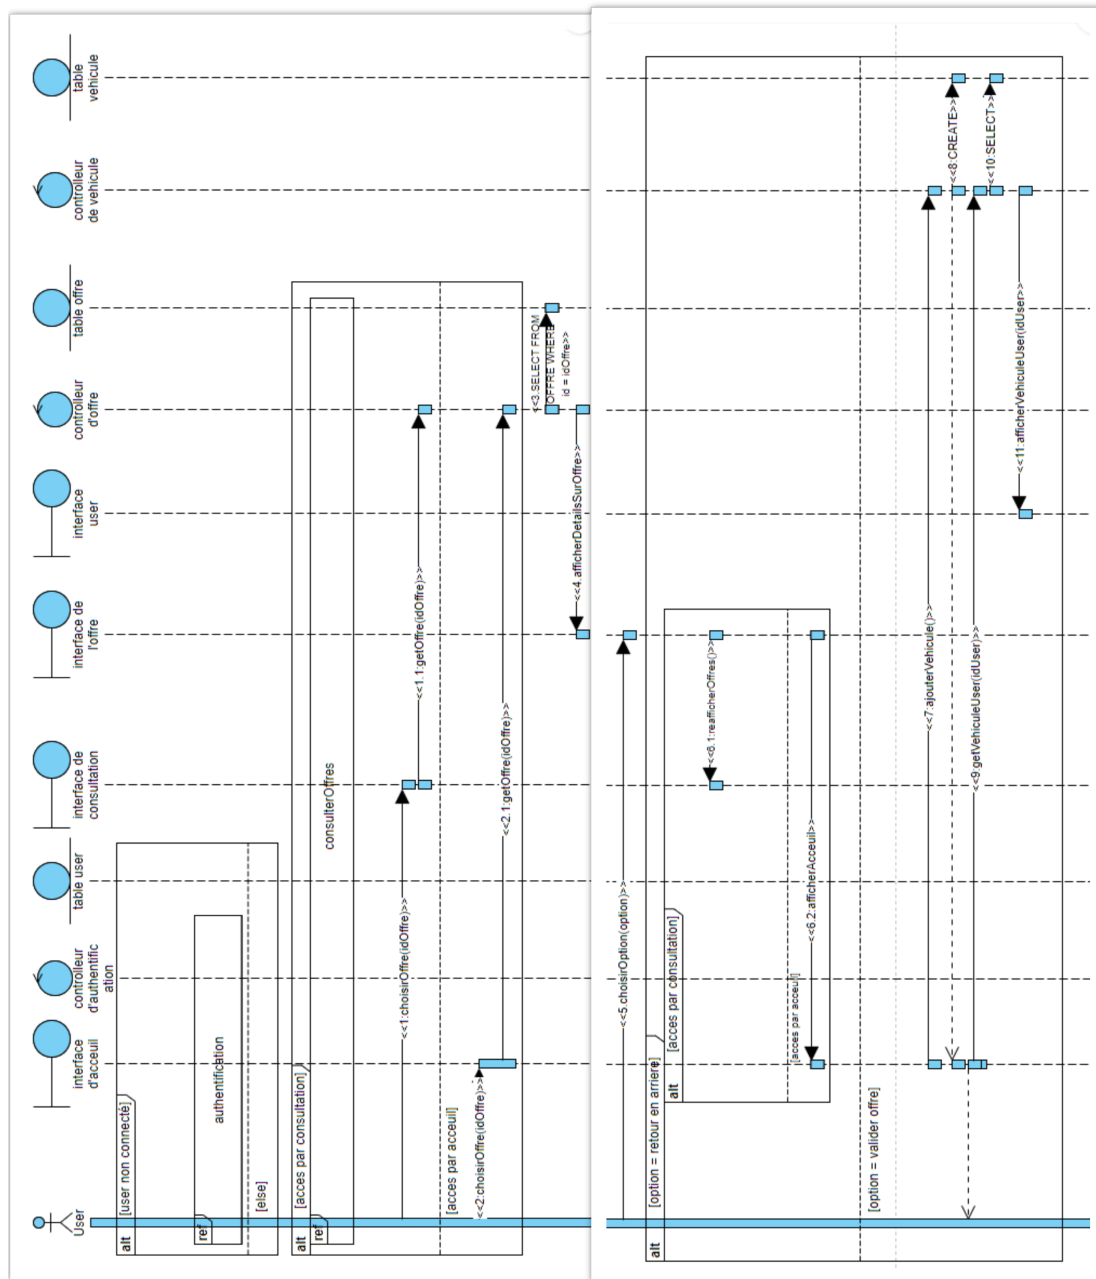 User
interface
d'acceuil
controlleur
d'authentific
ation
table user
interface de
consultation
interface de
l'offre
interface
user
controlleur
d'offre
table offre
controlleur
de vehicule
table
vehicule
alt
[user non connecté]
ref
authentification
[else]
alt
[acces par consultation]
ref
consulterOffres
<<1:choisirOffre(idOffre)>>
<<1.1:getOffre(idOffre)>>
[acces par acceuil]
<<2:choisirOffre(idOffre)>>
<<2.1:getOffre(idOffre)>>
<<3.SELECT FROM
OFFRE WHERE
id = idOffre>>
<<4.afficherDetailsSurOffre>>
<<5.choisirOption(option)>>
alt
[option = retour en arriere]
alt
[acces par consultation]
<<6.1:reafficherOffres()>>
[acces par acceuil]
<<6.2:afficherAcceuil>>
[option = valider offre]
<<7:ajouterVehicule()>>
<<8:CREATE>>
<<9.getVehiculeUser(idUser)>>
<<10:SELECT>>
<<11:afficherVehiculeUser(idUser)>>